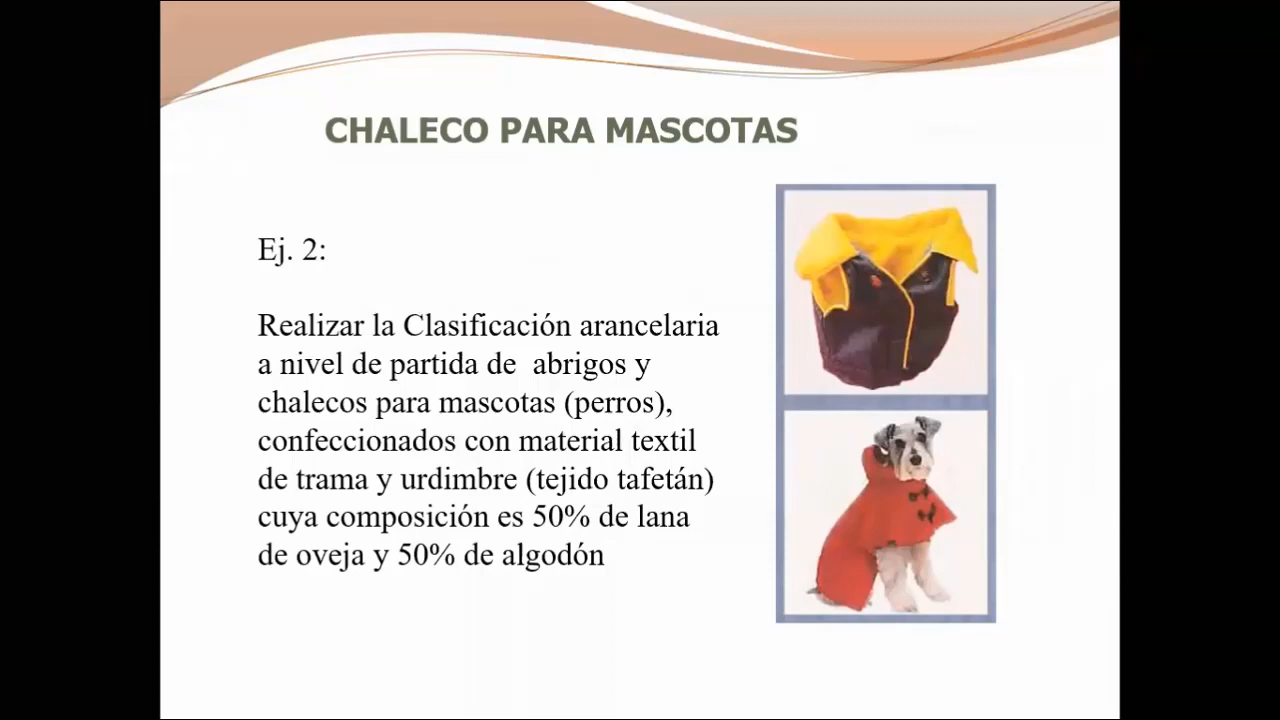 CHALECO PARA MASCOTAS
Ej. 2:
Realizar la Clasificación arancelaria
a nivel de partida de abrigos y
chalecos para mascotas (perros),
confeccionados con material textil
de trama y urdimbre (tejido tafetán)
cuya composición es 50% de lana
de oveja y 50% de algodón